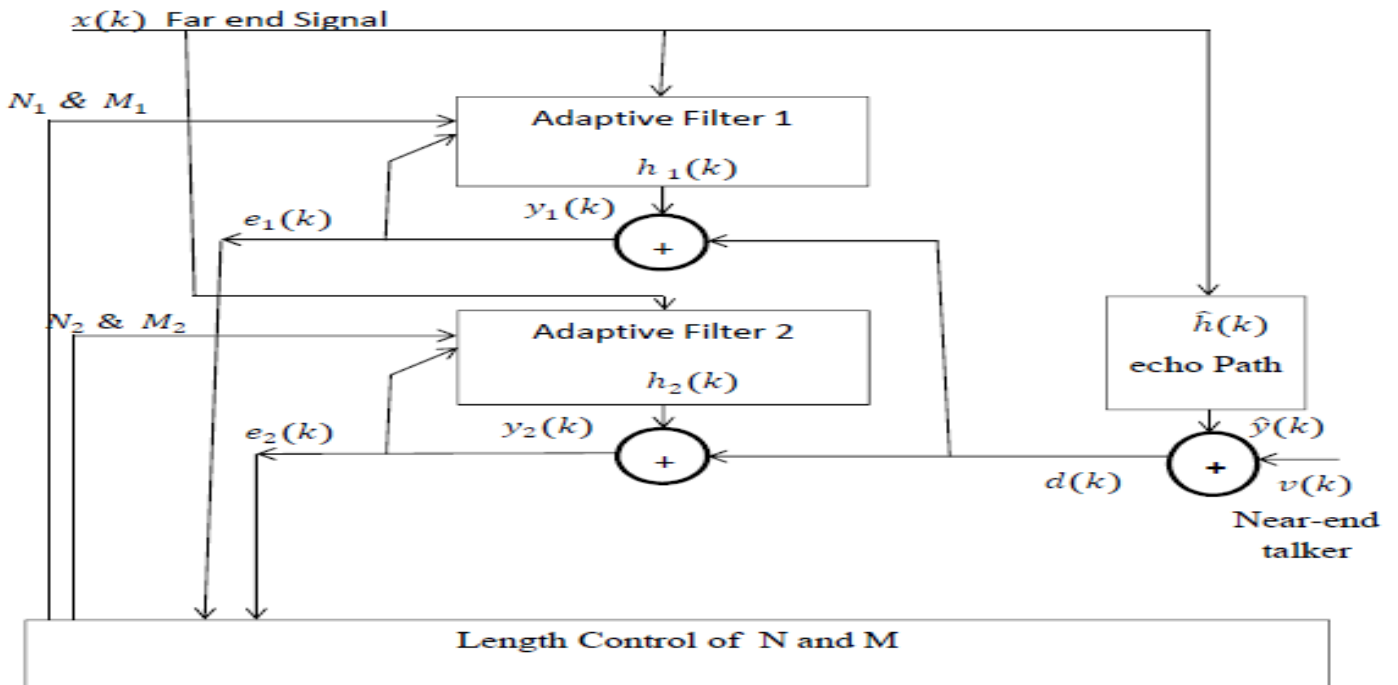 x(k) Far end Signal
N₁ & M₁
Adaptive Filter 1
h ₁(k)
y₁(k)
e₁(k)
+
N₂ & M₂
Adaptive Filter 2
h₂(k)
ĥ(k)
echo Path
y₂(k)
e₂(k)
+
ŷ(k)
+
d(k)
v(k)
Near-end
talker
Length Control of N and M